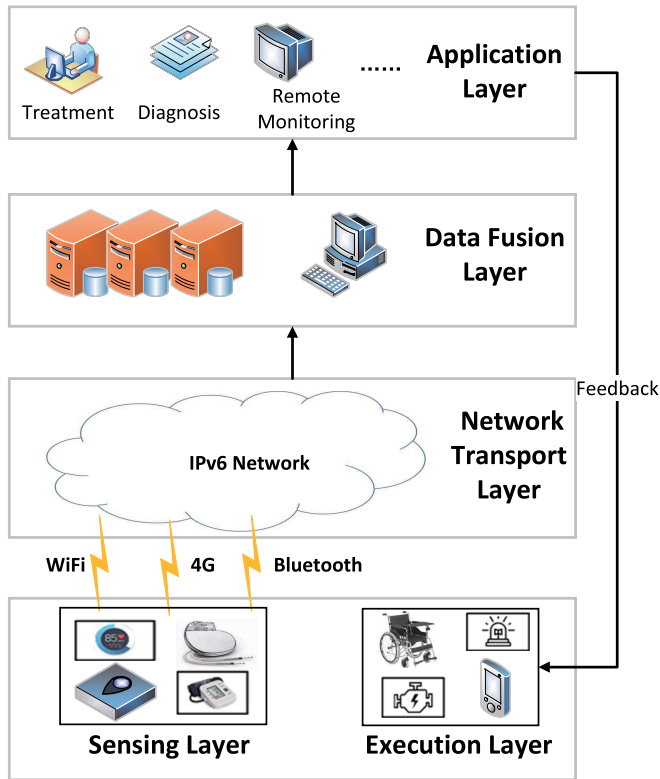 Treatment
Diagnosis
Remote
Monitoring
......
Application
Layer
Data Fusion
Layer
Feedback
IPv6 Network
Network
Transport
Layer
WiFi
4G
Bluetooth
85
Sensing Layer
Execution Layer